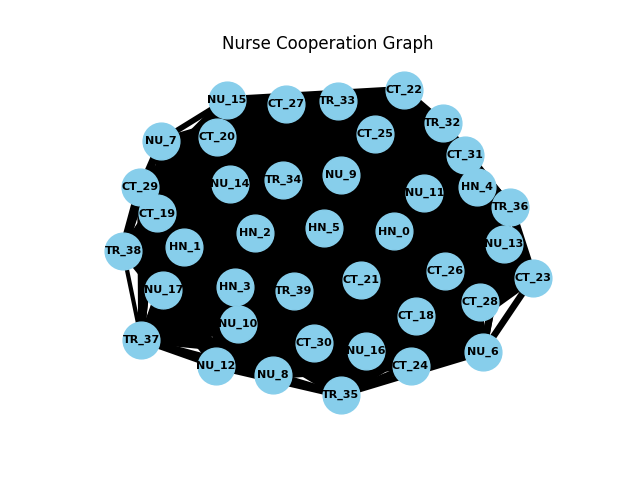 Nurse Cooperation Graph
CT_22
NU_15
TR_33
CT_27
TR_32
CT_25
CT_20
NU_7
CT_31
NU_9
TR_34
NU_14
CT_29
HN_4
NU_11
TR_36
CT_19
HN_5
HN_0
HN_2
NU_13
HN_1
TR_38
CT_26
CT_23
CT_21
HN_3
NU_17
TR_39
CT_28
CT_18
NU_10
TR_37
CT_30
NU_16
NU_6
NU_12
CT_24
NU_8
TR_35